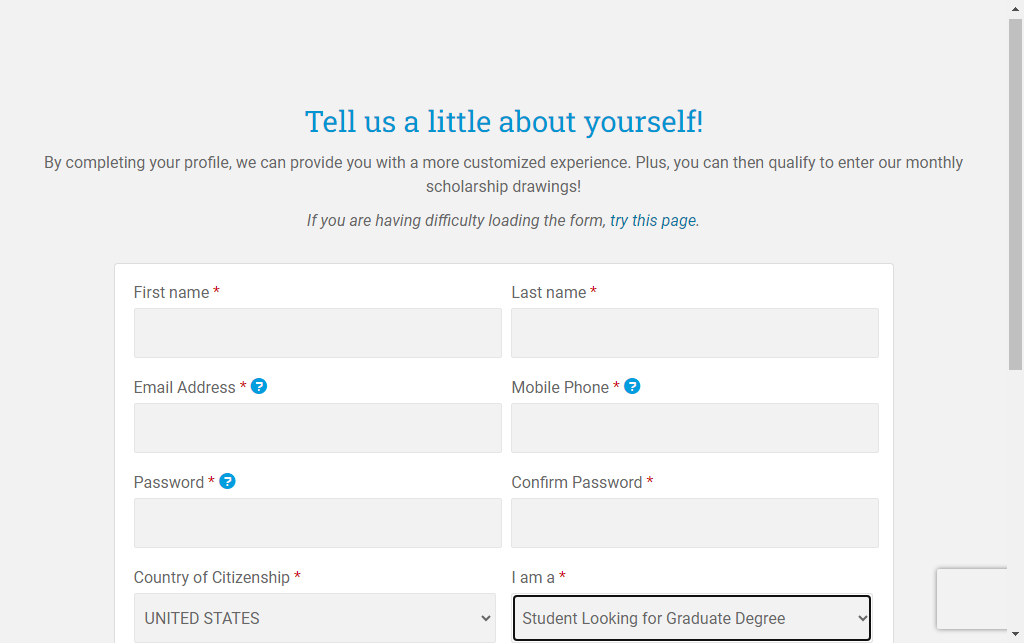 Tell us a little about yourself!
By completing your profile, we can provide you with a more customized experience. Plus, you can then qualify to enter our monthly
scholarship drawings!
If you are having difficulty loading the form, try this page.
First name * Last name *
Email Address * ? Mobile Phone * ?
Password * ? Confirm Password *
Country of Citizenship * I am a *
UNITED STATES Student Looking for Graduate Degree